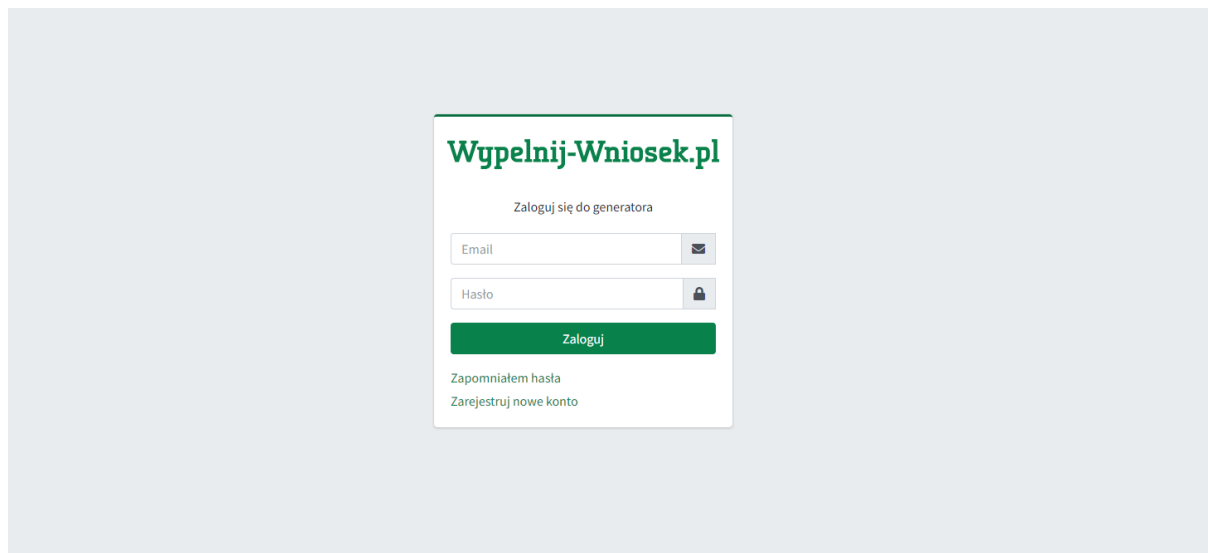 Wypelnij-Wniosek.pl
Zaloguj się do generatora
Email
Hasło
Zaloguj
Zapomniałem hasła
Zarejestruj nowe konto